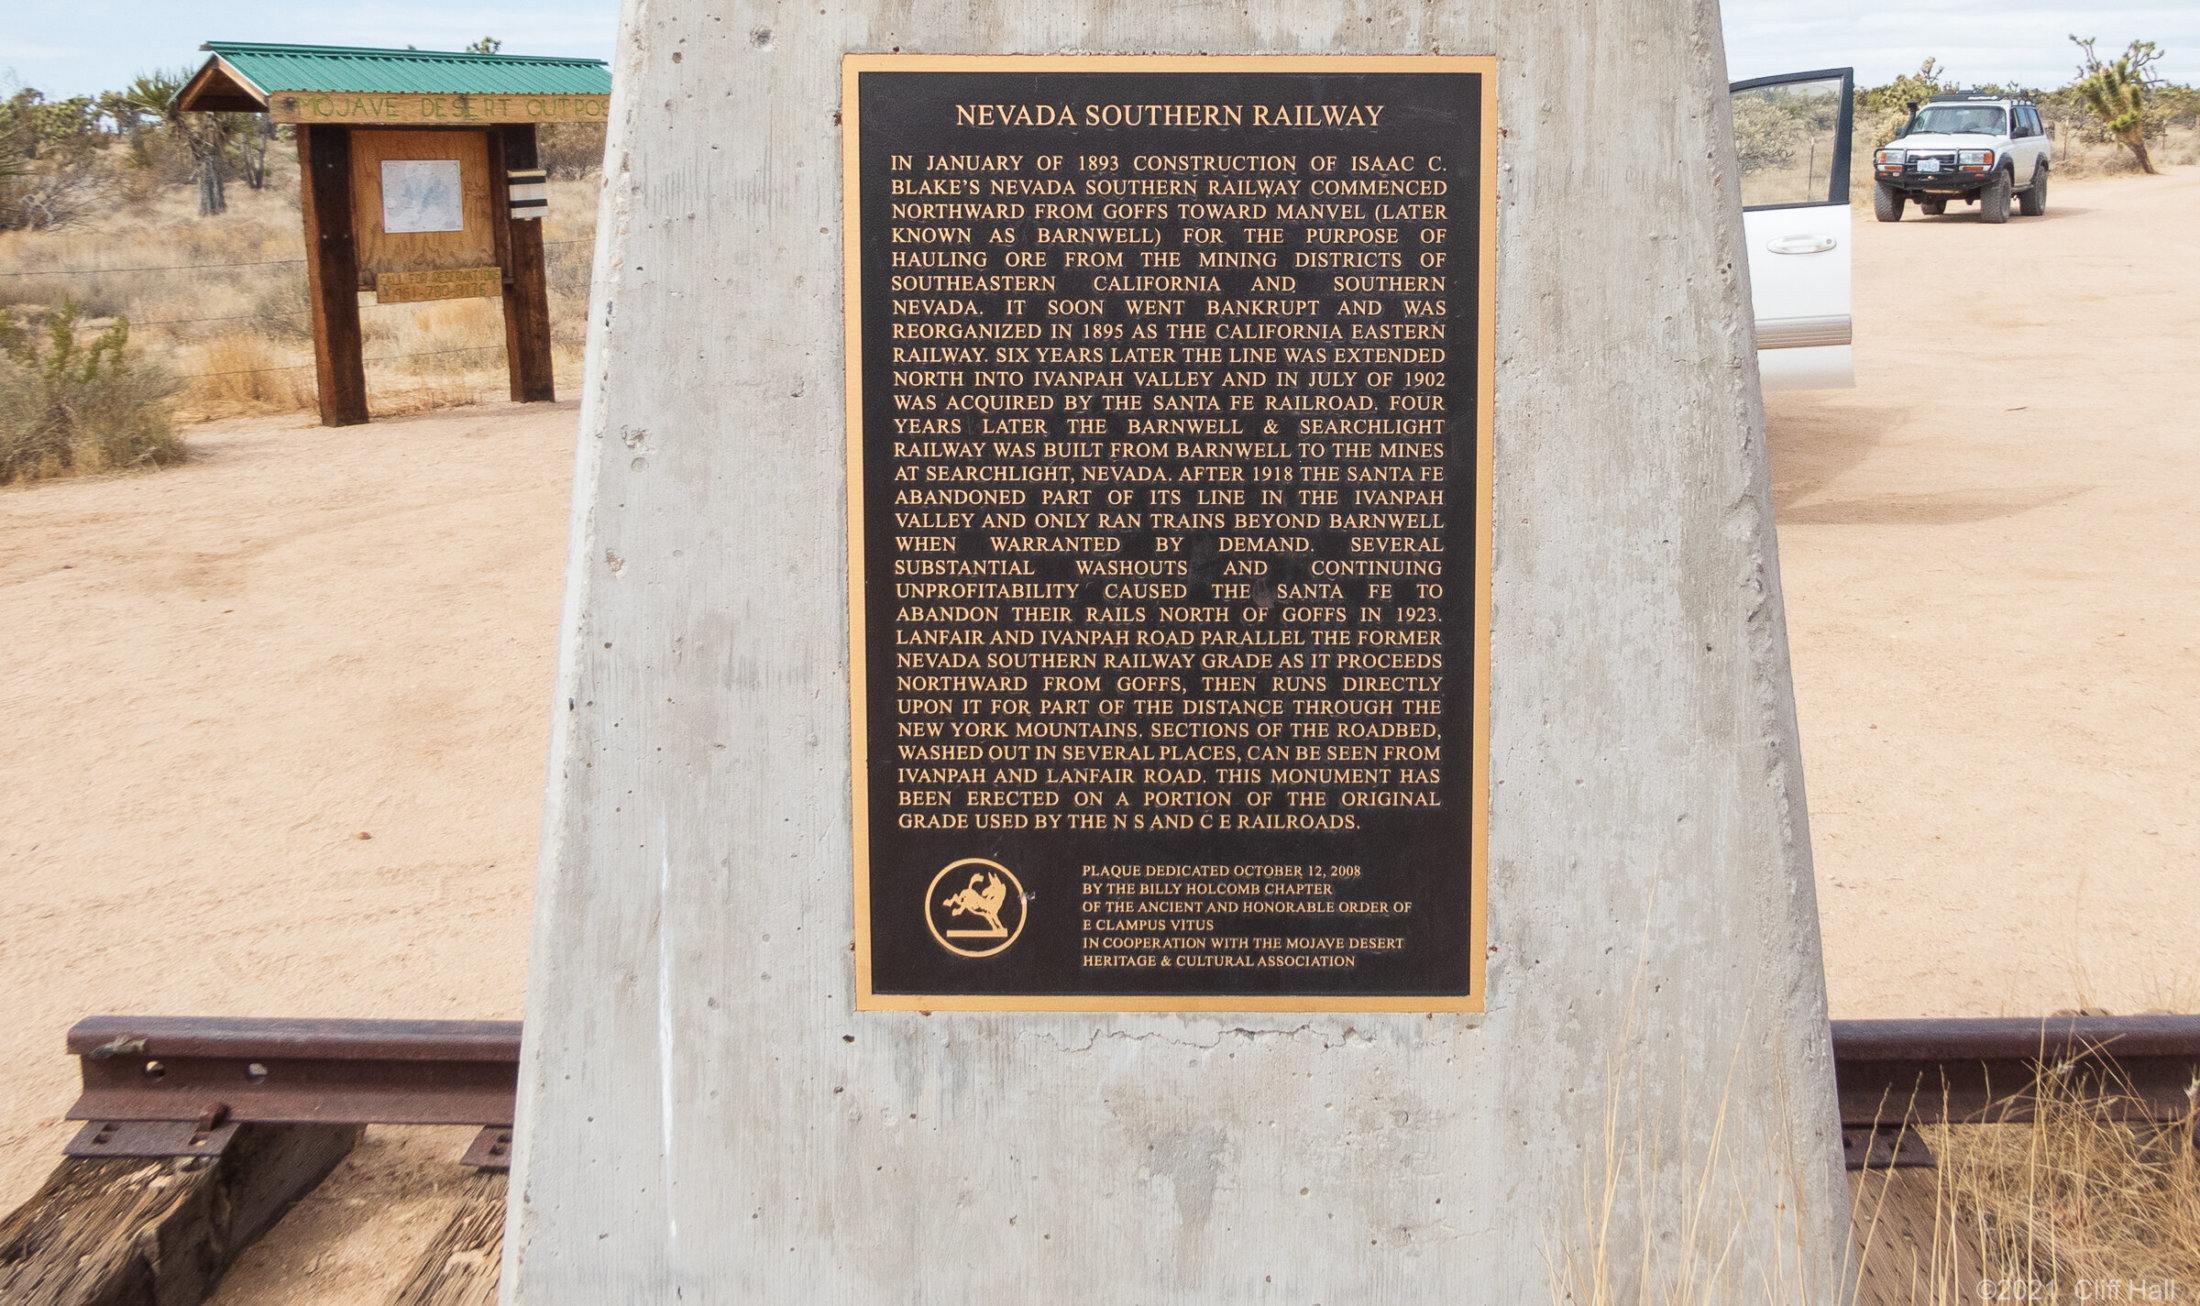 MOJAVE DESERT OUTPOS
NEVADA SOUTHERN RAILWAY
IN JANUARY OF 1893 CONSTRUCTION OF ISAAC C.
BLAKE'S NEVADA SOUTHERN RAILWAY COMMENCED
NORTHWARD FROM GOFFS TOWARD MANVEL (LATER
KNOWN AS BARNWELL) FOR THE PURPOSE OF
HAULING ORE FROM THE MINING DISTRICTS OF
SOUTHEASTERN CALIFORNIA AND SOUTHERN
NEVADA. IT SOON WENT BANKRUPT AND WAS
REORGANIZED IN 1895 AS THE CALIFORNIA EASTERN
RAILWAY. SIX YEARS LATER THE LINE WAS EXTENDED
NORTH INTO IVANPAH VALLEY AND IN JULY OF 1902
WAS ACQUIRED BY THE SANTA FE RAILROAD. FOUR
YEARS LATER THE BARNWELL & SEARCHLIGHT
RAILWAY WAS BUILT FROM BARNWELL TO THE MINES
AT SEARCHLIGHT, NEVADA. AFTER 1918 THE SANTA FE
ABANDONED PART OF ITS LINE IN THE IVANPAH
VALLEY AND ONLY RAN TRAINS BEYOND BARNWELL
WHEN WARRANTED BY DEMAND. SEVERAL
SUBSTANTIAL WASHOUTS AND CONTINUING
UNPROFITABILITY CAUSED THE SANTA FE TO
ABANDON THEIR RAILS NORTH OF GOFFS IN 1923.
LANFAIR AND IVANPAH ROAD PARALLEL THE FORMER
NEVADA SOUTHERN RAILWAY GRADE AS IT PROCEEDS
NORTHWARD FROM GOFFS, THEN RUNS DIRECTLY
UPON IT FOR PART OF THE DISTANCE THROUGH THE
NEW YORK MOUNTAINS. SECTIONS OF THE ROADBED,
WASHED OUT IN SEVERAL PLACES, CAN BE SEEN FROM
IVANPAH AND LANFAIR ROAD. THIS MONUMENT HAS
BEEN ERECTED ON A PORTION OF THE ORIGINAL
GRADE USED BY THE N S AND C E RAILROADS.
PLAQUE DEDICATED OCTOBER 12, 2008
BY THE BILLY HOLCOMB CHAPTER
OF THE ANCIENT AND HONORABLE ORDER OF
E CLAMPUS VITUS
IN COOPERATION WITH THE MOJAVE DESERT
HERITAGE & CULTURAL ASSOCIATION
©2021 Cliff Hall